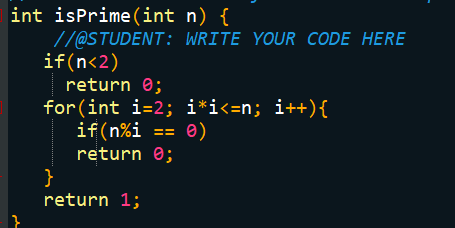 int isPrime(int n) {
//@STUDENT: WRITE YOUR CODE HERE
if(n<2)
return 0;
for(int i=2; i*i<=n; i++){
if(n%i == 0)
return 0;
}
return 1;
}